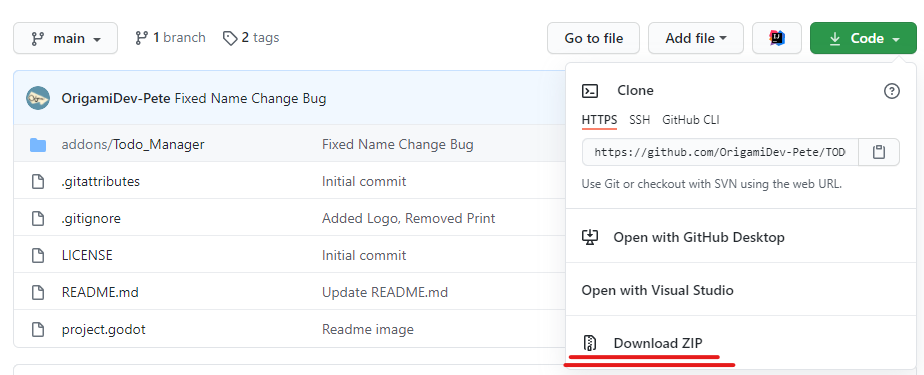 main 1 branch 2 tags Go to file Add file Code
OrigamiDev-Pete Fixed Name Change Bug
addons/Todo_Manager Fixed Name Change Bug
.gitattributes Initial commit
.gitignore Added Logo, Removed Print
LICENSE Initial commit
README.md Update README.md
project.godot Readme image
Clone
HTTPS SSH GitHub CLI
https://github.com/OrigamiDev-Pete/TOD
Use Git or checkout with SVN using the web URL.
Open with GitHub Desktop
Open with Visual Studio
Download ZIP